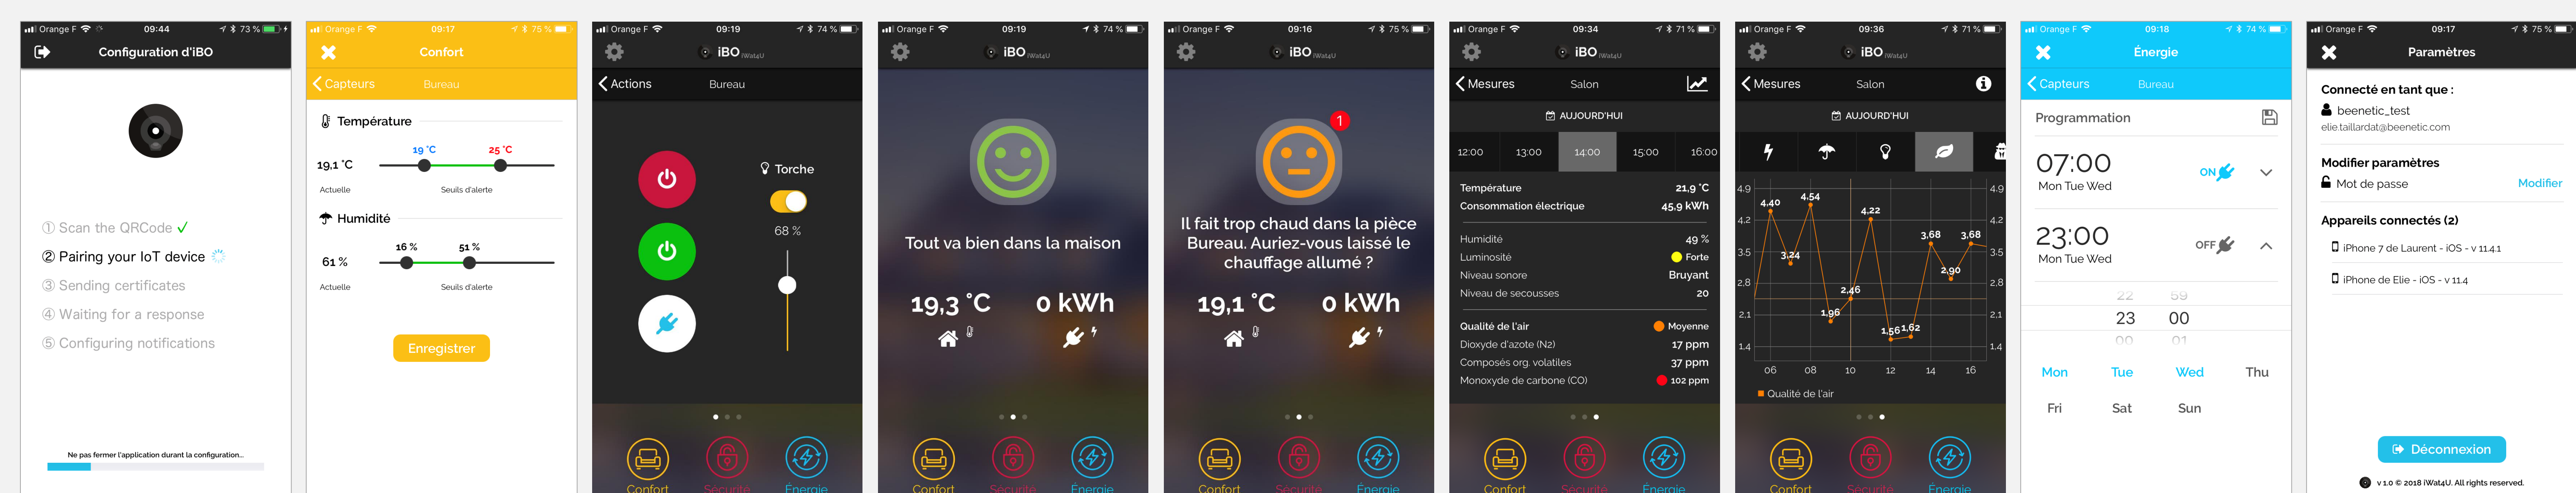 Orange F 09:44 73 %
Configuration d'iBO
① Scan the QRCode ✓
② Pairing your IoT device
③ Sending certificates
④ Waiting for a response
⑤ Configuring notifications
Ne pas fermer l'application durant la configuration...
Orange F 09:17 75 %
Confort
Capteurs Bureau
Température
19 °C 25 °C
19,1 °C
Actuelle Seuils d'alerte
Humidité
16 % 51 %
61 %
Actuelle Seuils d'alerte
Enregistrer
Orange F 09:19 74 %
iBO iWat4U
Actions Bureau
Torche
68 %
Confort Sécurité Énergie
Orange F 09:19 74 %
iBO iWat4U
Tout va bien dans la maison
19,3 °C 0 kWh
Confort Sécurité Énergie
Orange F 09:16 75 %
iBO iWat4U
1
Il fait trop chaud dans la pièce
Bureau. Auriez-vous laissé le
chauffage allumé ?
19,1 °C 0 kWh
Confort Sécurité Énergie
Orange F 09:34 71 %
iBO iWat4U
Mesures Salon
AUJOURD'HUI
12:00 13:00 14:00 15:00 16:00
Température 21,9 °C
Consommation électrique 45,9 kWh
Humidité 49 %
Luminosité Forte
Niveau sonore Bruyant
Niveau de secousses 20
Qualité de l'air Moyenne
Dioxyde d'azote (N2) 17 ppm
Composés org. volatiles 37 ppm
Monoxyde de carbone (CO) 102 ppm
Confort Sécurité Énergie
Orange F 09:36 71 %
iBO iWat4U
Mesures Salon
AUJOURD'HUI
4.9 4.9
4,40 4,54
4.2 4,22 4.2
3,68 3,68
3.5 3,24 3.5
2,90
2.8 2,46 2.8
2.1 1,96 2.1
1,56 1,62
1.4 1.4
06 08 10 12 14 16
Qualité de l'air
Confort Sécurité Énergie
Orange F 09:18 74 %
Énergie
Capteurs Bureau
Programmation
07:00 ON
Mon Tue Wed
23:00 OFF
Mon Tue Wed
22 59
23 00
00 01
Mon Tue Wed Thu
Fri Sat Sun
Orange F 09:17 75 %
Paramètres
Connecté en tant que :
beenetic_test
elie.taillardat@beenetic.com
Modifier paramètres
Mot de passe Modifier
Appareils connectés (2)
iPhone 7 de Laurent - iOS - v 11.4.1
iPhone de Elie - iOS - v 11.4
Déconnexion
v 1.0 © 2018 iWat4U. All rights reserved.